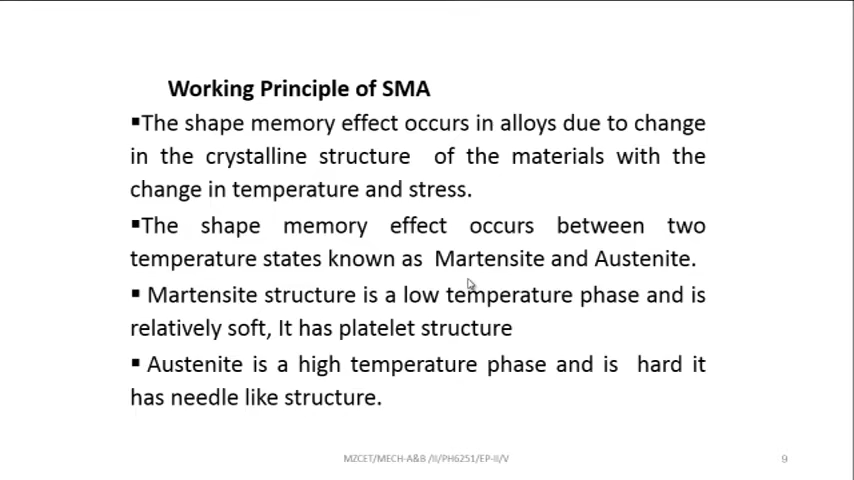 Working Principle of SMA
▪The shape memory effect occurs in alloys due to change
in the crystalline structure of the materials with the
change in temperature and stress.
▪The shape memory effect occurs between two
temperature states known as Martensite and Austenite.
▪ Martensite structure is a low temperature phase and is
relatively soft, It has platelet structure
▪ Austenite is a high temperature phase and is hard it
has needle like structure.
MZCET/MECH-A&B /II/PH6251/EP-II/V
9